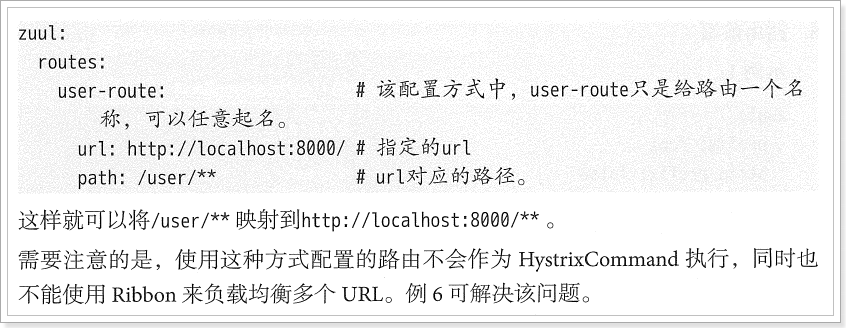 zuul:
routes:
user-route: # 该配置方式中，user-route只是给路由一个名
称，可以任意起名。
url: http://localhost:8000/ # 指定的url
path: /user/** # url对应的路径。
这样就可以将/user/** 映射到http://localhost:8000/** 。
需要注意的是，使用这种方式配置的路由不会作为 HystrixCommand 执行，同时也
不能使用 Ribbon 来负载均衡多个 URL。例 6 可解决该问题。